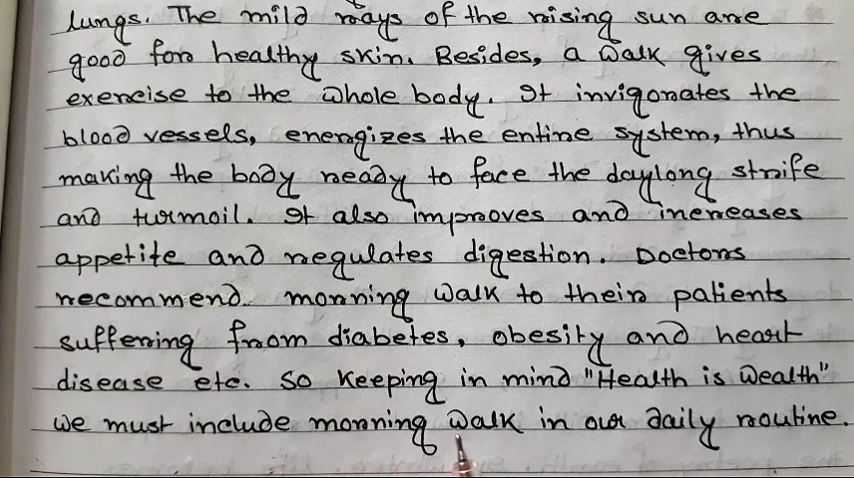 lungs. The mild rays of the rising sun are
good for healthy skin. Besides, a walk gives
exercise to the whole body. It invigorates the
blood vessels, energizes the entire system, thus
making the body ready to face the daylong strife
and turmoil. It also improves and increases
appetite and regulates digestion. Doctors
recommend morning walk to their patients
suffering from diabetes, obesity and heart
disease etc. So keeping in mind "Health is Wealth"
we must include morning walk in our daily routine.